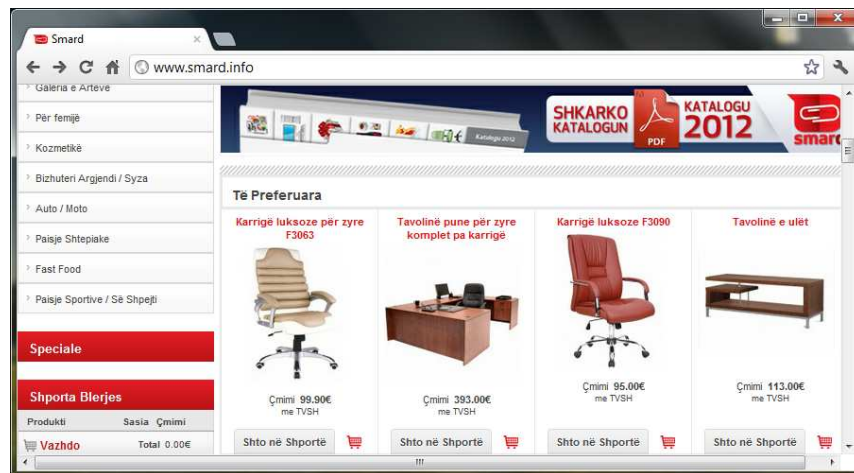 Smard
www.smard.info
Galeria e Arteve
Për femijë
Kozmetikë
Bizhuteri Argjendi / Syza
Auto / Moto
Paisje Shtepiake
Fast Food
Paisje Sportive / Së Shpejti
Speciale
Shporta Blerjes
Produkti Sasia Çmimi
Vazhdo Total 0.00€
Katalogu 2012
SHKARKO
KATALOGUN
PDF
KATALOGU
2012
smard
Të Preferuara
Karrigë luksoze për zyre
F3063
Çmimi 99.90€
me TVSH
Shto në Shportë
Tavolinë pune për zyre
komplet pa karrigë
Çmimi 393.00€
me TVSH
Shto në Shportë
Karrigë luksoze F3090
Çmimi 95.00€
me TVSH
Shto në Shportë
Tavolinë e ulët
Çmimi 113.00€
me TVSH
Shto në Shportë